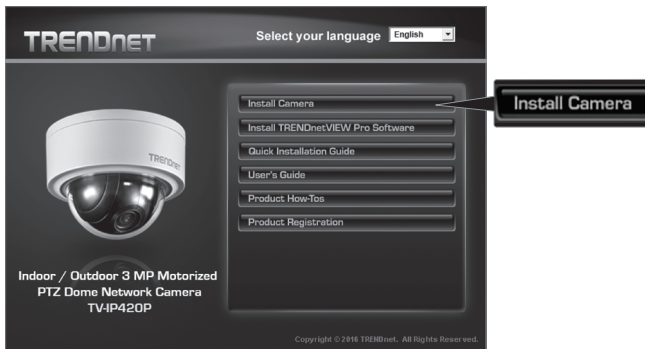 TRENDnet
Select your language English
Install Camera
Install Camera
Install TRENDnetVIEW Pro Software
Quick Installation Guide
User's Guide
Product How-Tos
Product Registration
TRENDnet
Indoor / Outdoor 3 MP Motorized
PTZ Dome Network Camera
TV-IP420P
Copyright © 2016 TRENDnet. All Rights Reserved.